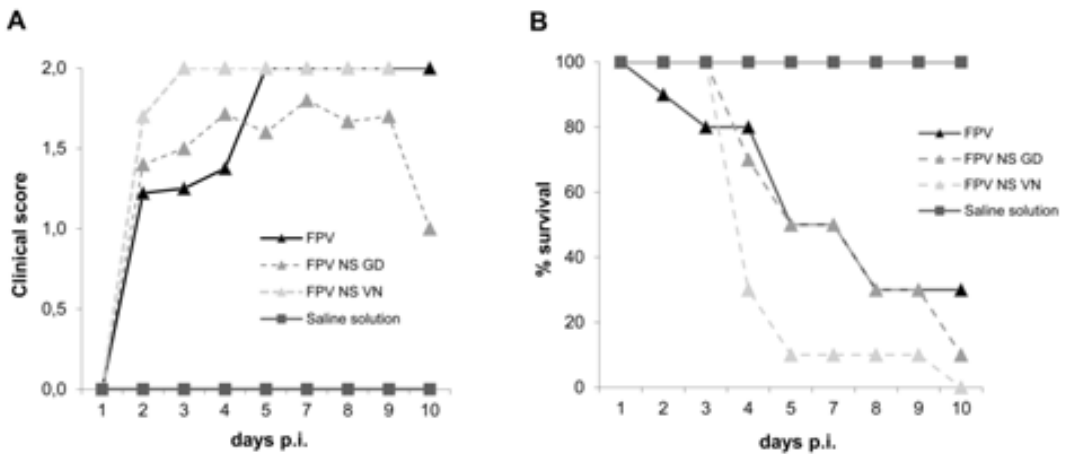 A
Clinical score
2,0
1,5
1,0
0,5
0,0
FPV
FPV NS GD
FPV NS VN
Saline solution
1 2 3 4 5 7 8 9 10
days p.i.
B
% survival
100
80
60
40
20
0
FPV
FPV NS GD
FPV NS VN
Saline solution
1 2 3 4 5 7 8 9 10
days p.i.